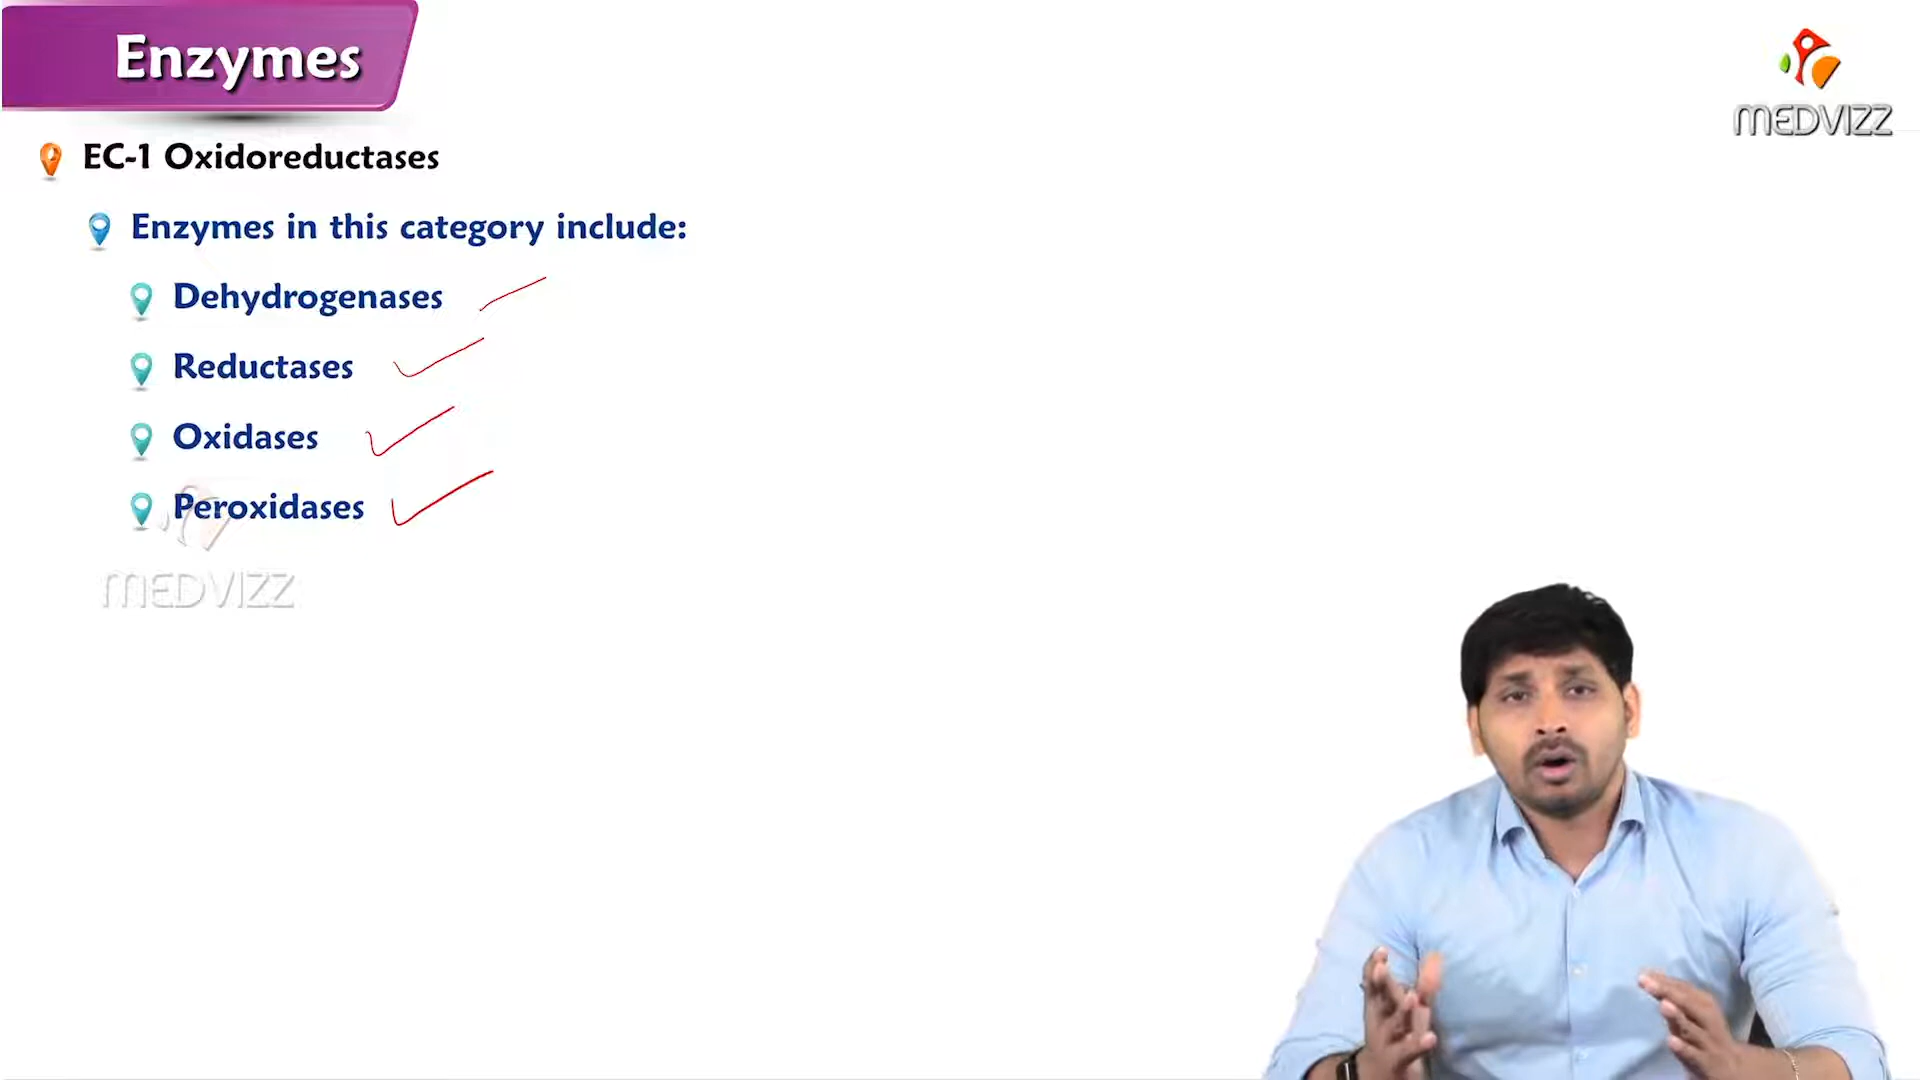 Enzymes
MEDVIZZ
EC-1 Oxidoreductases
Enzymes in this category include:
Dehydrogenases
Reductases
Oxidases
Peroxidases
MEDVIZZ